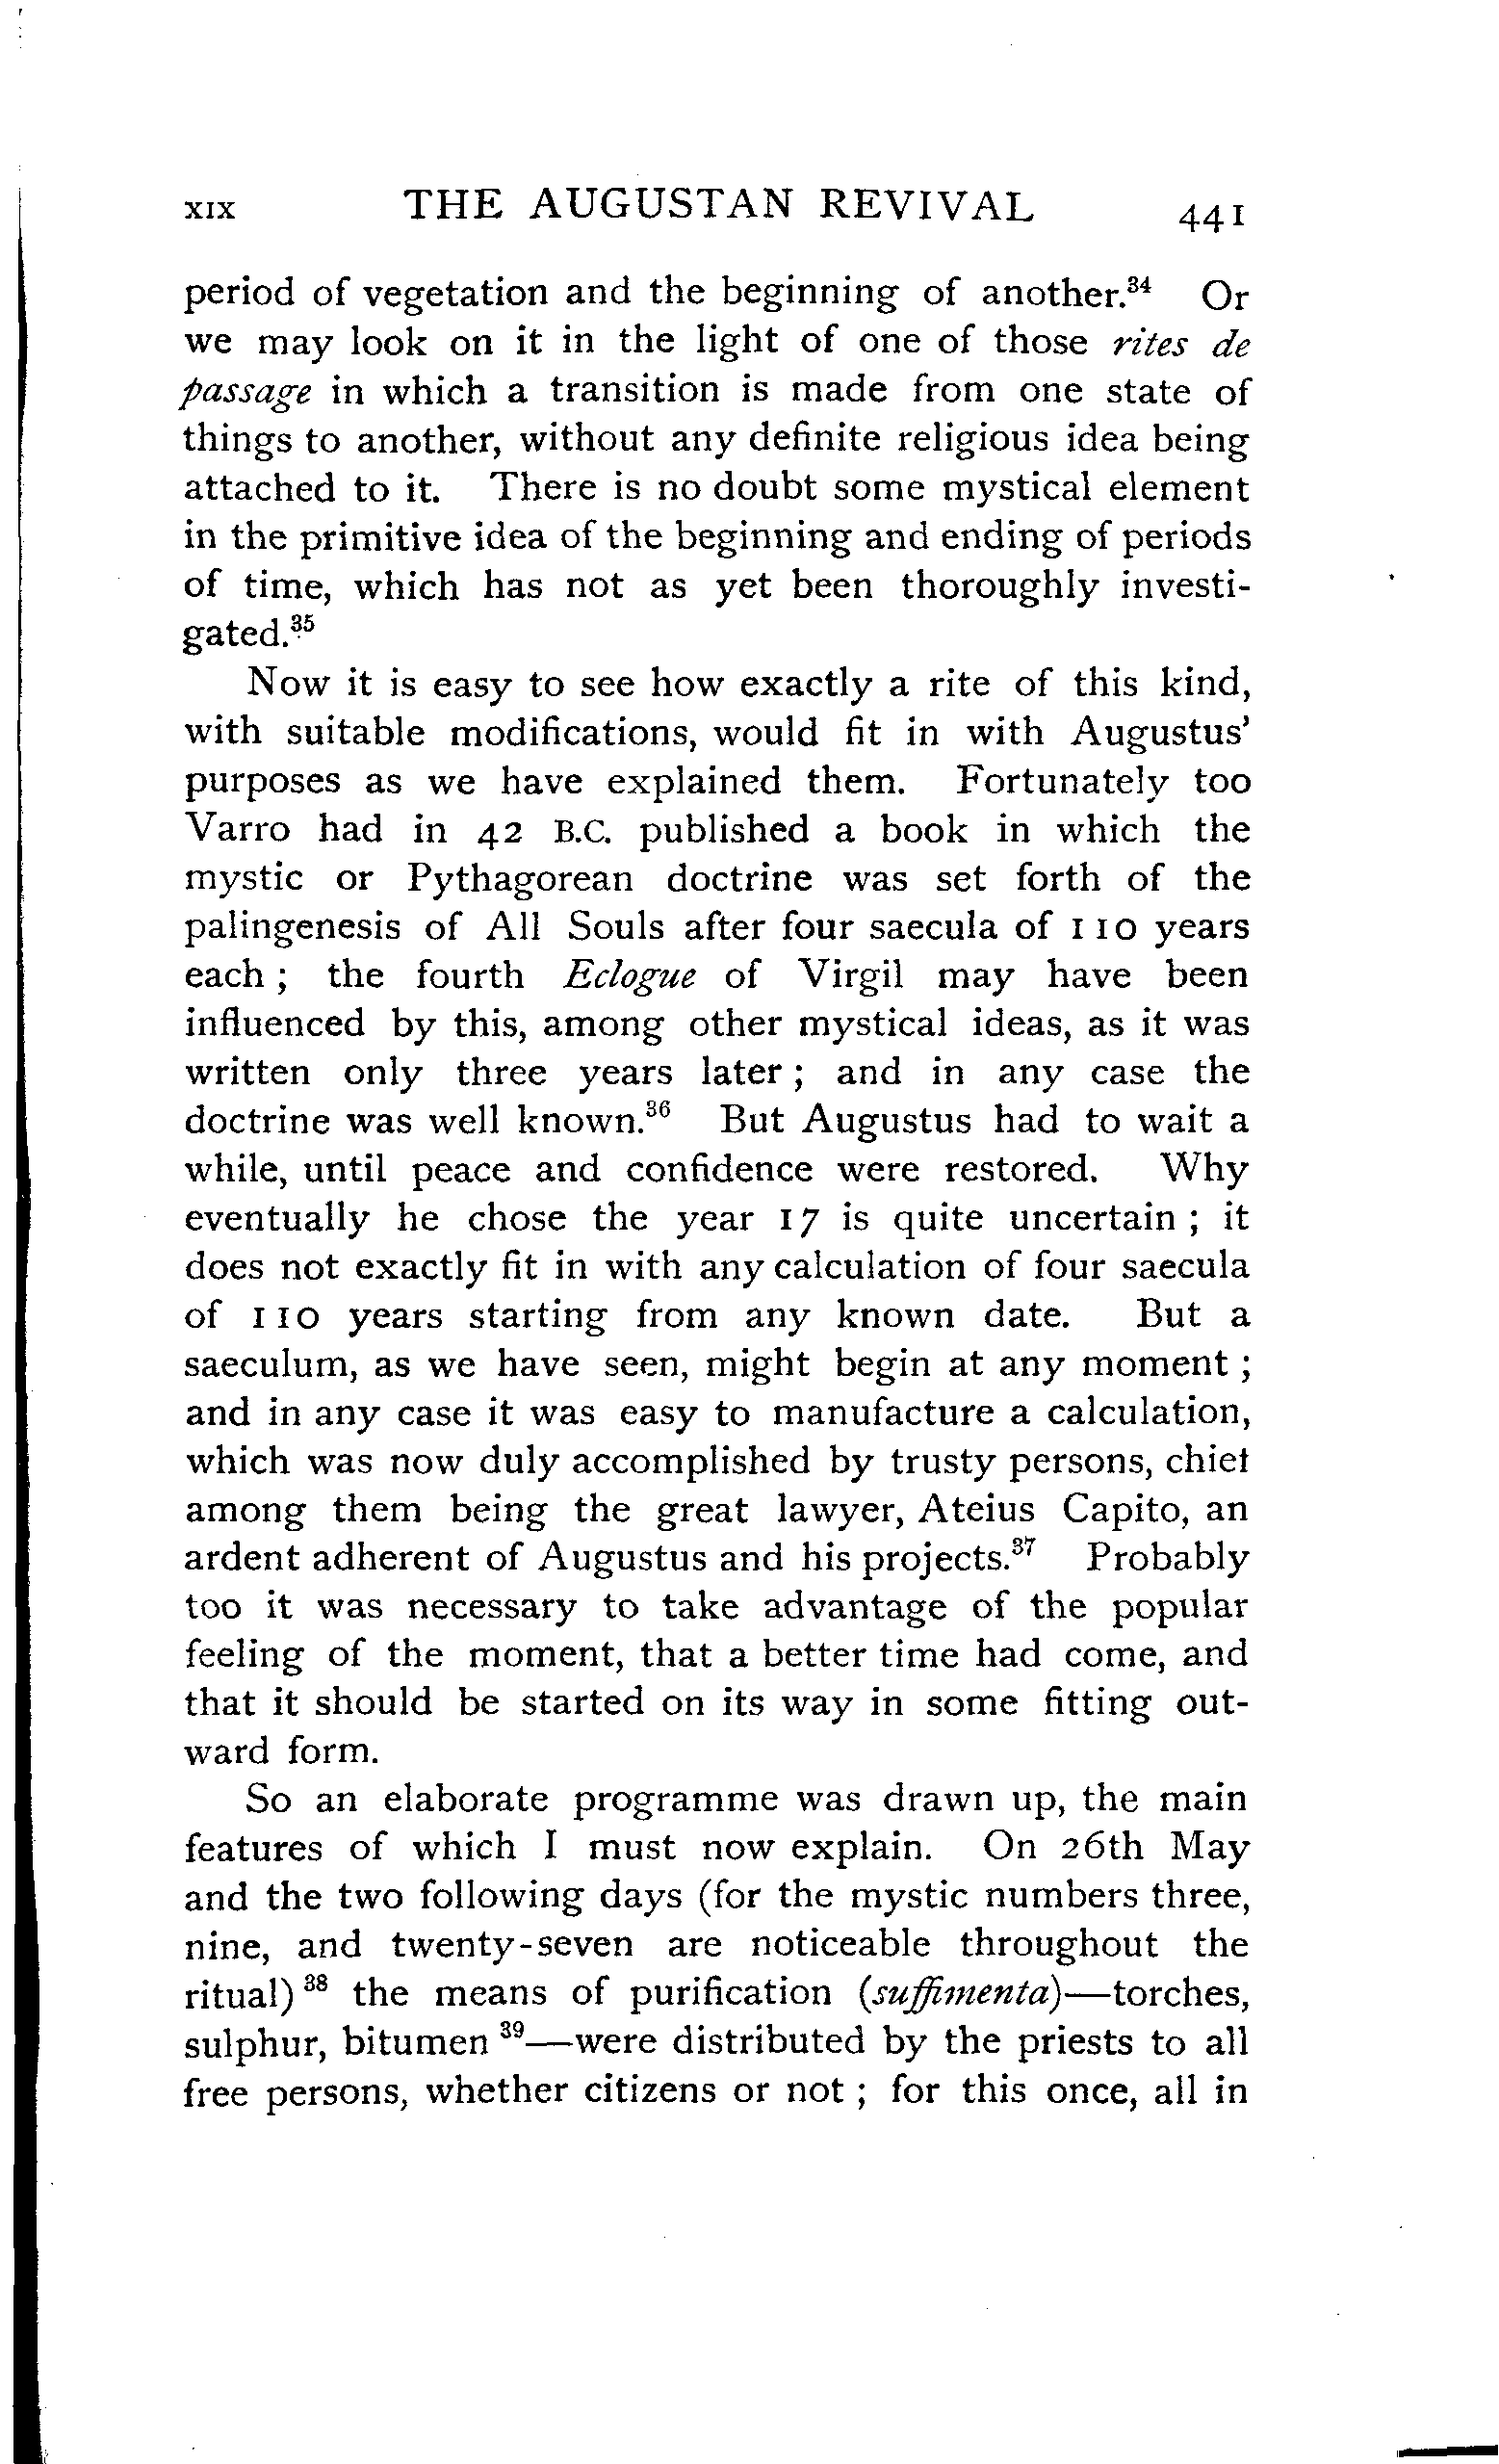 xix THE AUGUSTAN REVIVAL 441
period of vegetation and the beginning of another.³⁴ Or
we may look on it in the light of one of those rites de
passage in which a transition is made from one state of
things to another, without any definite religious idea being
attached to it. There is no doubt some mystical element
in the primitive idea of the beginning and ending of periods
of time, which has not as yet been thoroughly investi-
gated.³⁵
Now it is easy to see how exactly a rite of this kind,
with suitable modifications, would fit in with Augustus'
purposes as we have explained them. Fortunately too
Varro had in 42 B.C. published a book in which the
mystic or Pythagorean doctrine was set forth of the
palingenesis of All Souls after four saecula of 110 years
each ; the fourth Eclogue of Virgil may have been
influenced by this, among other mystical ideas, as it was
written only three years later ; and in any case the
doctrine was well known.³⁶ But Augustus had to wait a
while, until peace and confidence were restored. Why
eventually he chose the year 17 is quite uncertain ; it
does not exactly fit in with any calculation of four saecula
of 110 years starting from any known date. But a
saeculum, as we have seen, might begin at any moment ;
and in any case it was easy to manufacture a calculation,
which was now duly accomplished by trusty persons, chief
among them being the great lawyer, Ateius Capito, an
ardent adherent of Augustus and his projects.³⁷ Probably
too it was necessary to take advantage of the popular
feeling of the moment, that a better time had come, and
that it should be started on its way in some fitting out-
ward form.
So an elaborate programme was drawn up, the main
features of which I must now explain. On 26th May
and the two following days (for the mystic numbers three,
nine, and twenty-seven are noticeable throughout the
ritual) ³⁸ the means of purification (suffimenta)—torches,
sulphur, bitumen ³⁹—were distributed by the priests to all
free persons, whether citizens or not ; for this once, all in